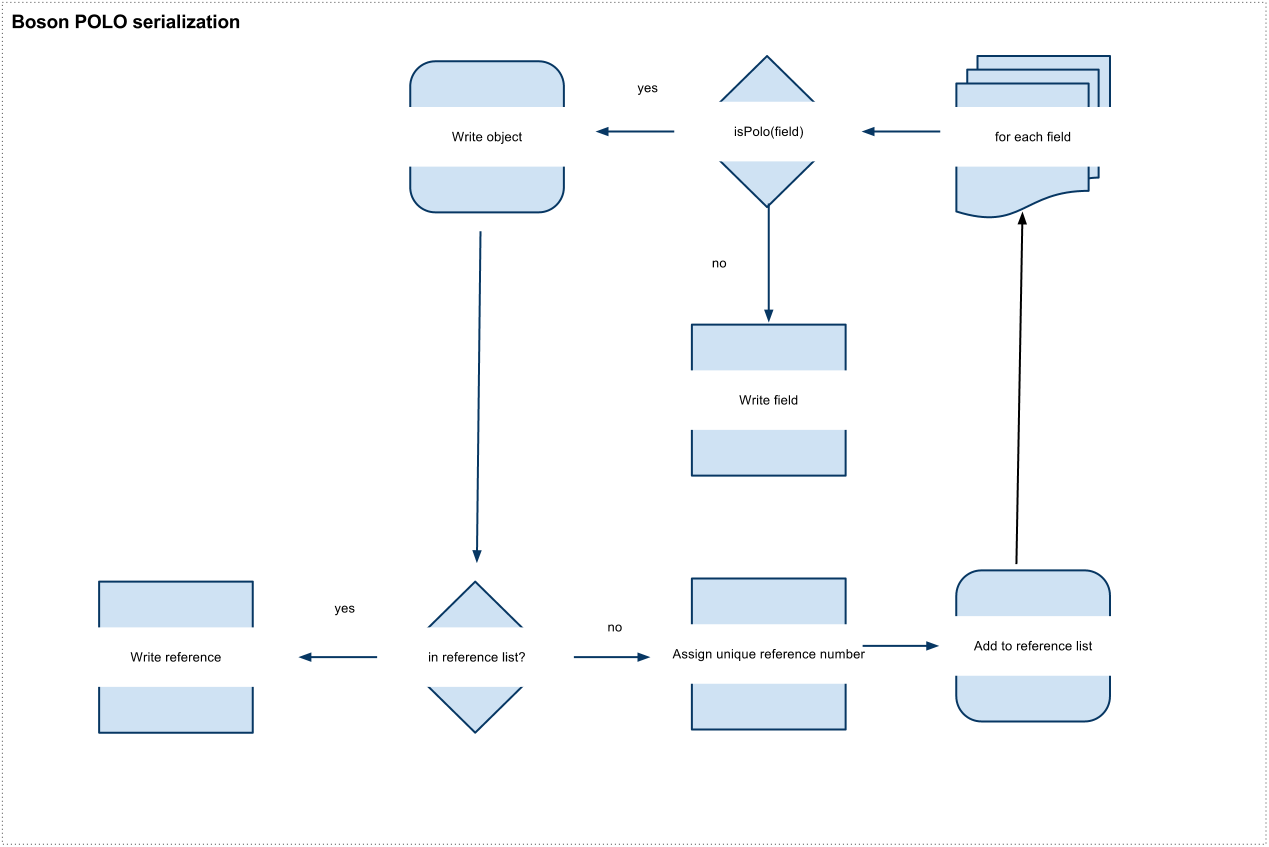 Boson POLO serialization
yes
Write object
isPolo(field)
for each field
no
Write field
yes
no
Write reference
in reference list?
Assign unique reference number
Add to reference list